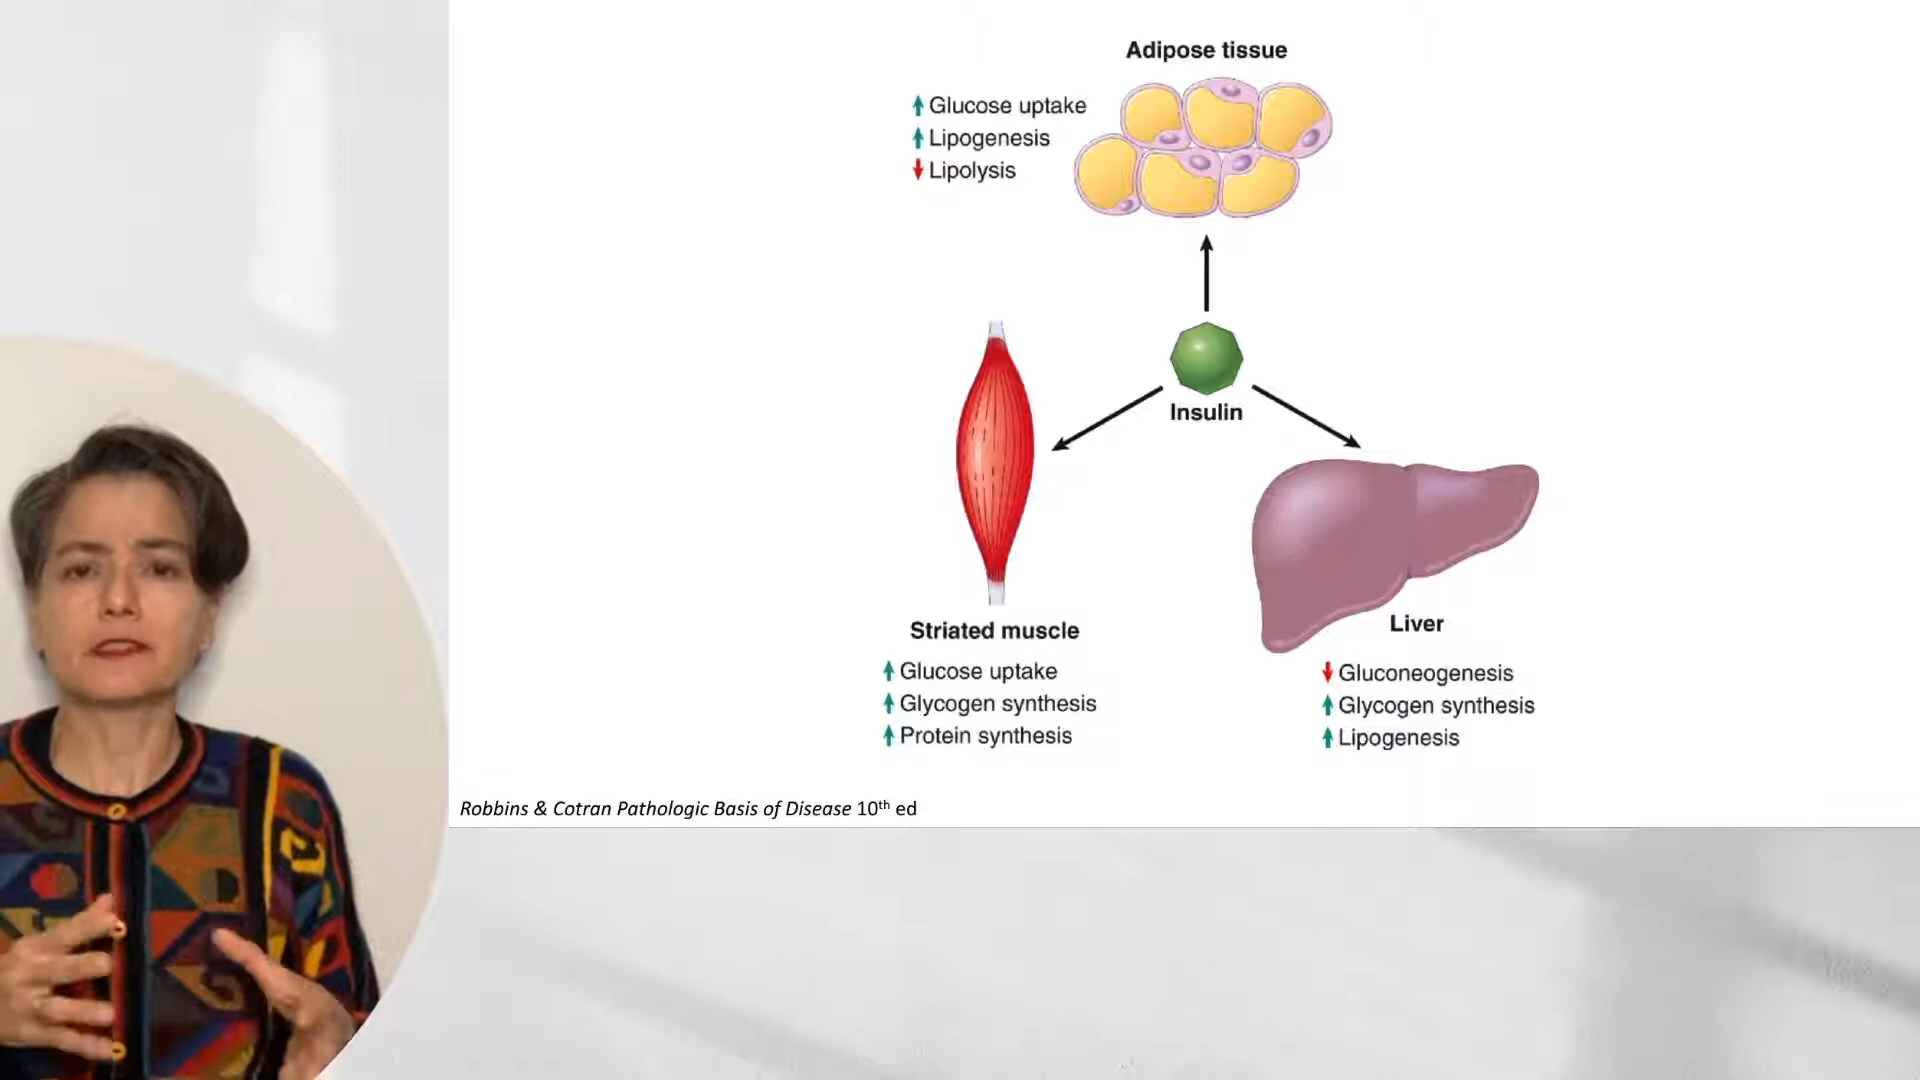 Adipose tissue
Glucose uptake
Lipogenesis
Lipolysis
Insulin
Striated muscle
Glucose uptake
Glycogen synthesis
Protein synthesis
Liver
Gluconeogenesis
Glycogen synthesis
Lipogenesis
Robbins & Cotran Pathologic Basis of Disease 10th ed